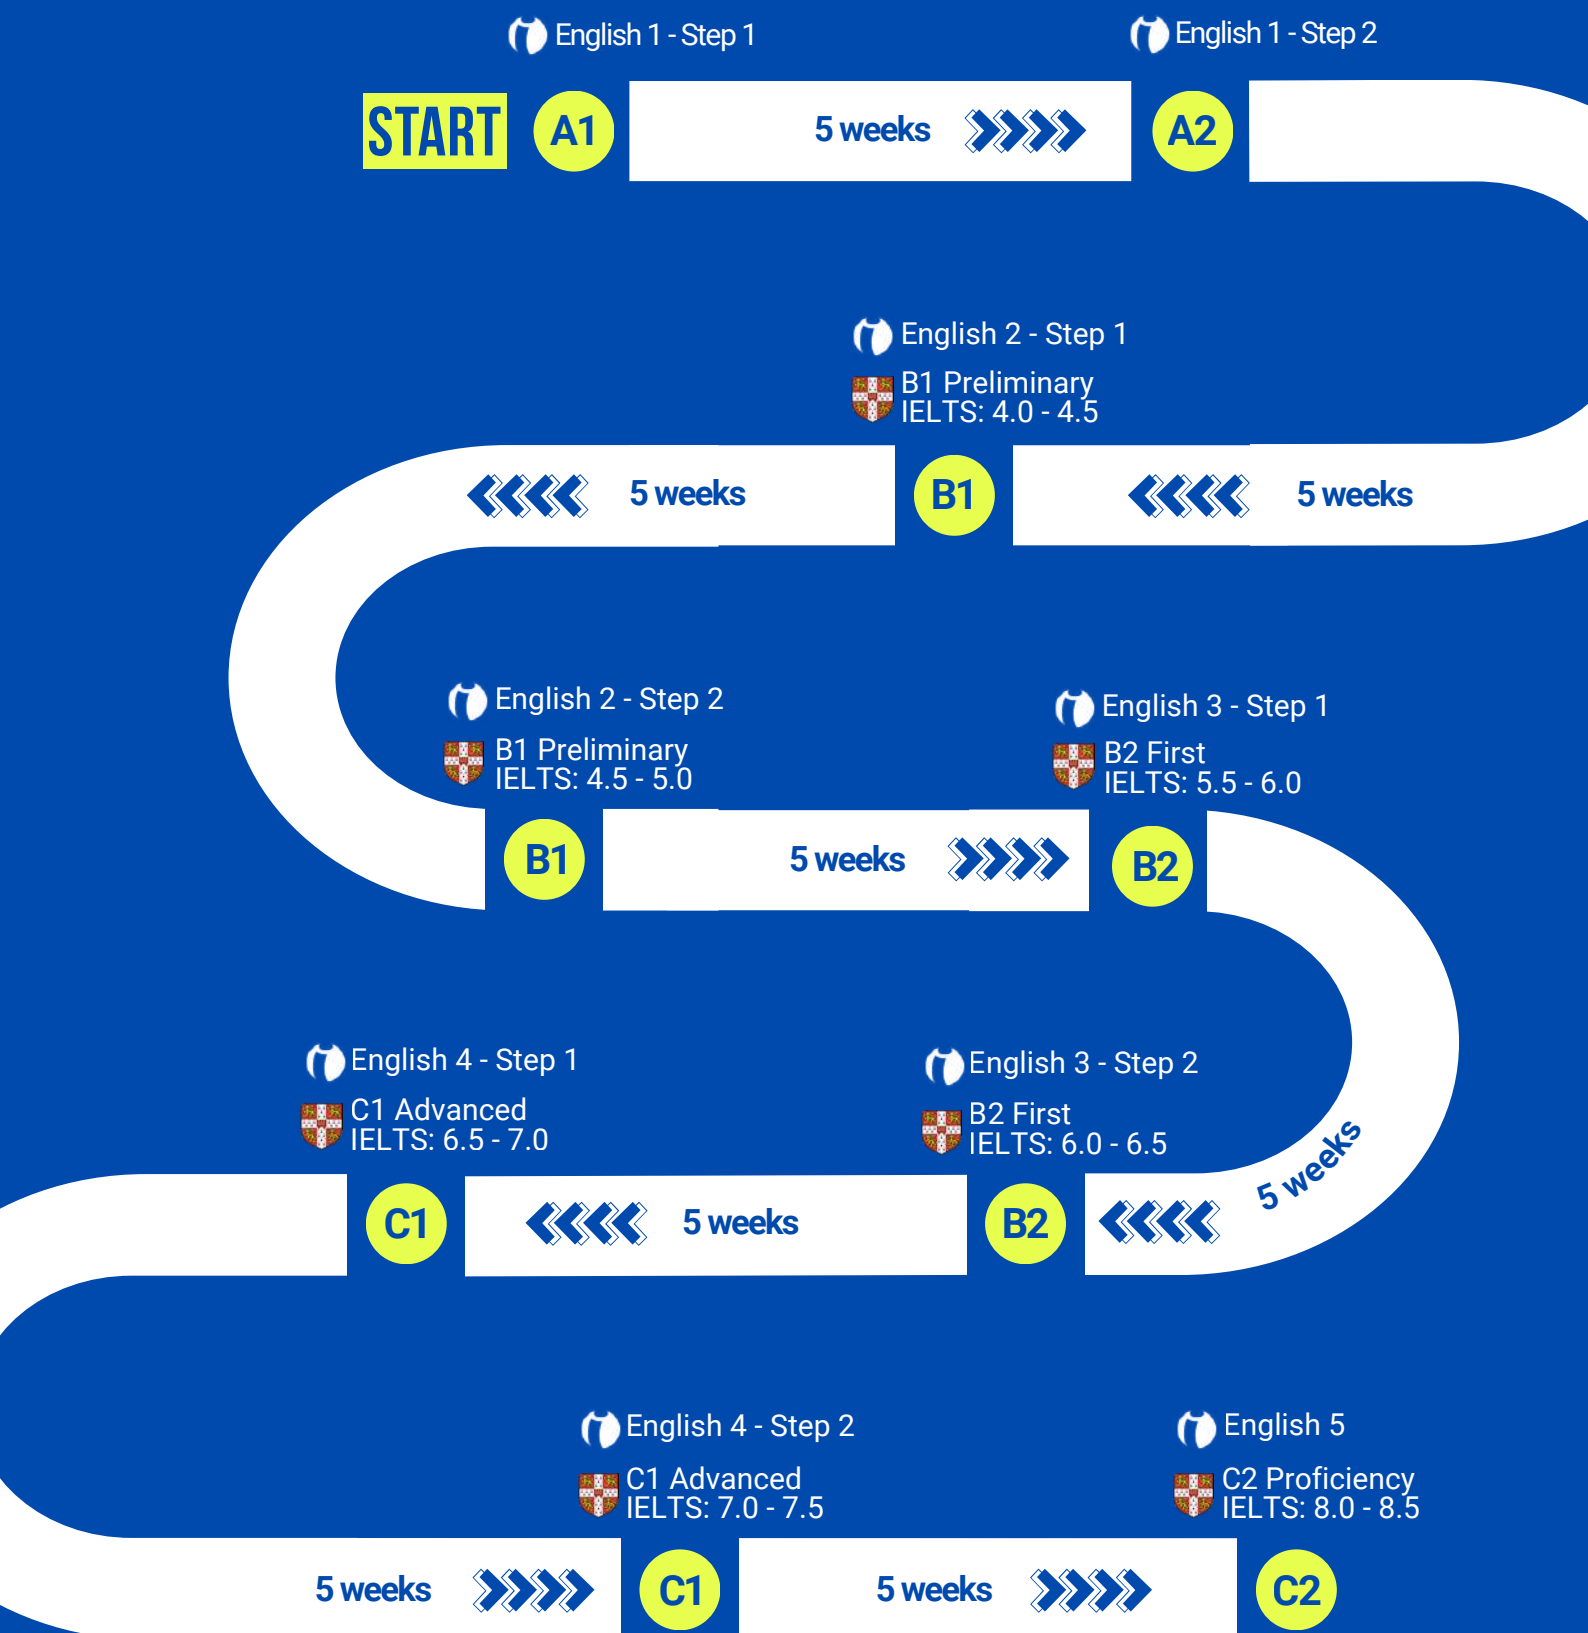 English 1 - Step 1
English 1 - Step 2
START
A1
5 weeks
A2
English 2 - Step 1
B1 Preliminary
IELTS: 4.0 - 4.5
5 weeks
B1
5 weeks
English 2 - Step 2
B1 Preliminary
IELTS: 4.5 - 5.0
English 3 - Step 1
B2 First
IELTS: 5.5 - 6.0
B1
5 weeks
B2
English 4 - Step 1
C1 Advanced
IELTS: 6.5 - 7.0
English 3 - Step 2
B2 First
IELTS: 6.0 - 6.5
5 weeks
C1
5 weeks
B2
English 4 - Step 2
C1 Advanced
IELTS: 7.0 - 7.5
English 5
C2 Proficiency
IELTS: 8.0 - 8.5
5 weeks
C1
5 weeks
C2